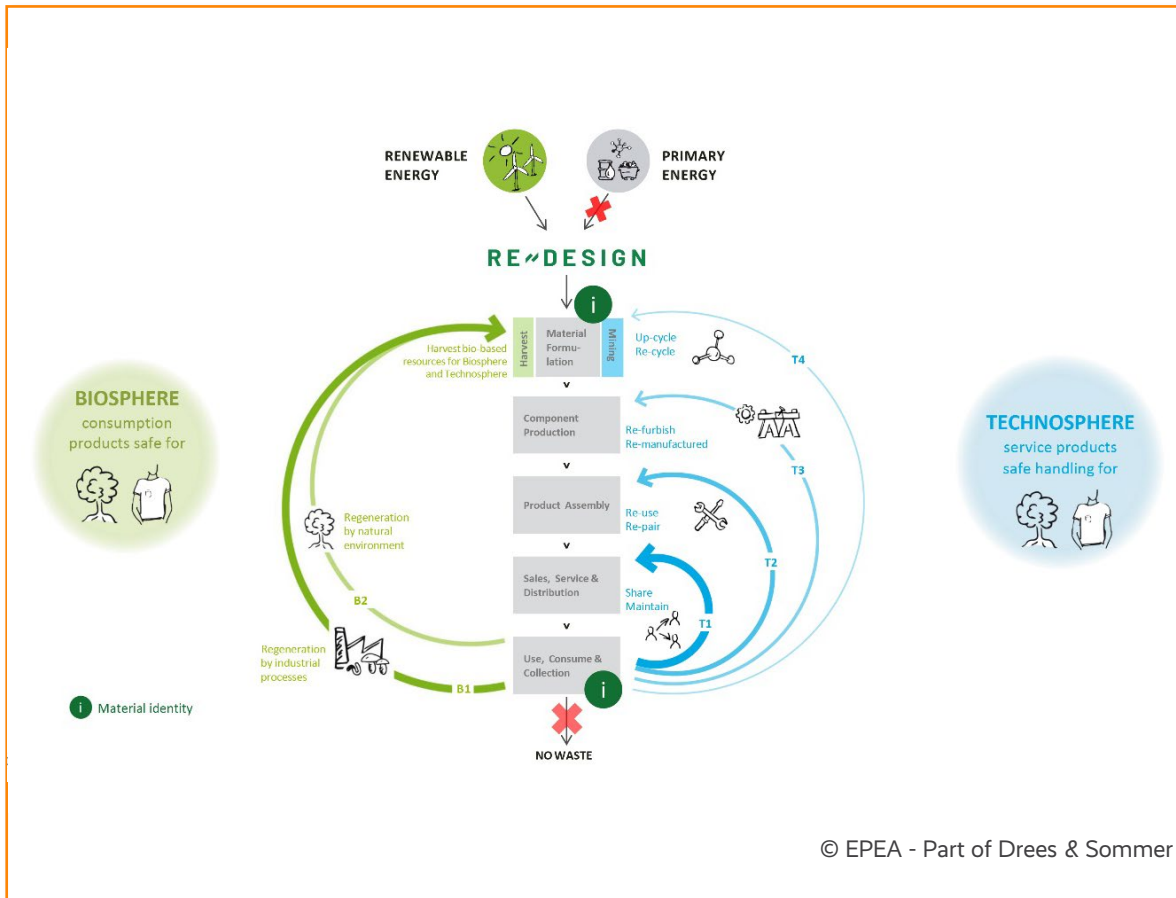 RENEWABLE
ENERGY
PRIMARY
ENERGY
RE~DESIGN
i
Harvest
Material
Formu-
lation
Mining
Harvest bio-based
resources for Biosphere
and Technosphere
Up-cycle
Re-cycle
T4
v
BIOSPHERE
consumption
products safe for
Component
Production
Re-furbish
Re-manufactured
TECHNOSPHERE
service products
safe handling for
v
T3
Product Assembly
Re-use
Re-pair
Regeneration
by natural
environment
v
T2
Sales, Service &
Distribution
Share
Maintain
B2
T1
v
Regeneration
by industrial
processes
Use, Consume &
Collection
B1
i
i Material identity
NO WASTE
© EPEA - Part of Drees & Sommer